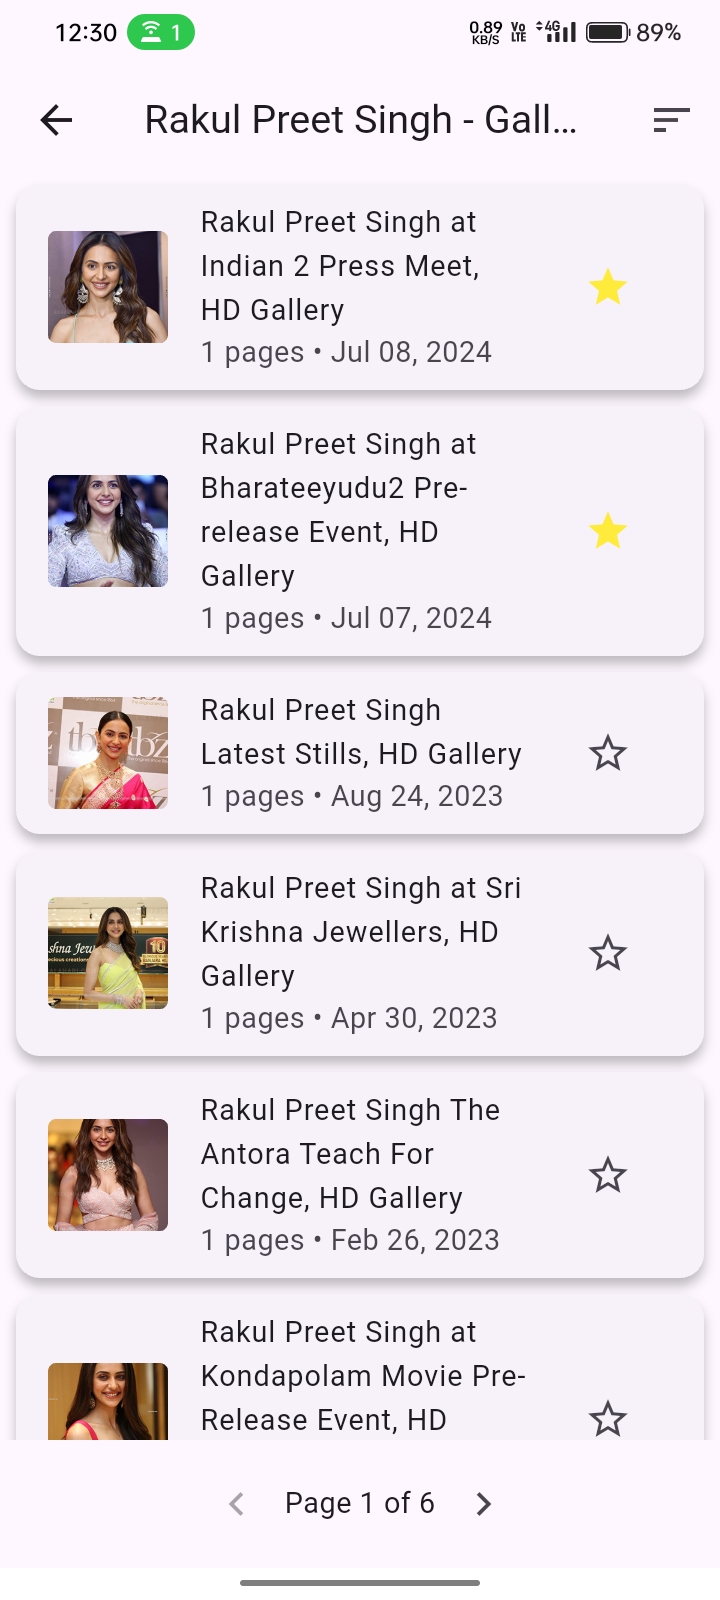 12:30
1
0.89
KB/S
Vo
LTE
4G
89%
Rakul Preet Singh - Gall...
Rakul Preet Singh at
Indian 2 Press Meet,
HD Gallery
1 pages • Jul 08, 2024
Rakul Preet Singh at
Bharateeyudu2 Pre-
release Event, HD
Gallery
1 pages • Jul 07, 2024
tb
tbz
Rakul Preet Singh
Latest Stills, HD Gallery
1 pages • Aug 24, 2023
shna Jew
10
Rakul Preet Singh at Sri
Krishna Jewellers, HD
Gallery
1 pages • Apr 30, 2023
Rakul Preet Singh The
Antora Teach For
Change, HD Gallery
1 pages • Feb 26, 2023
Rakul Preet Singh at
Kondapolam Movie Pre-
Release Event, HD
Page 1 of 6